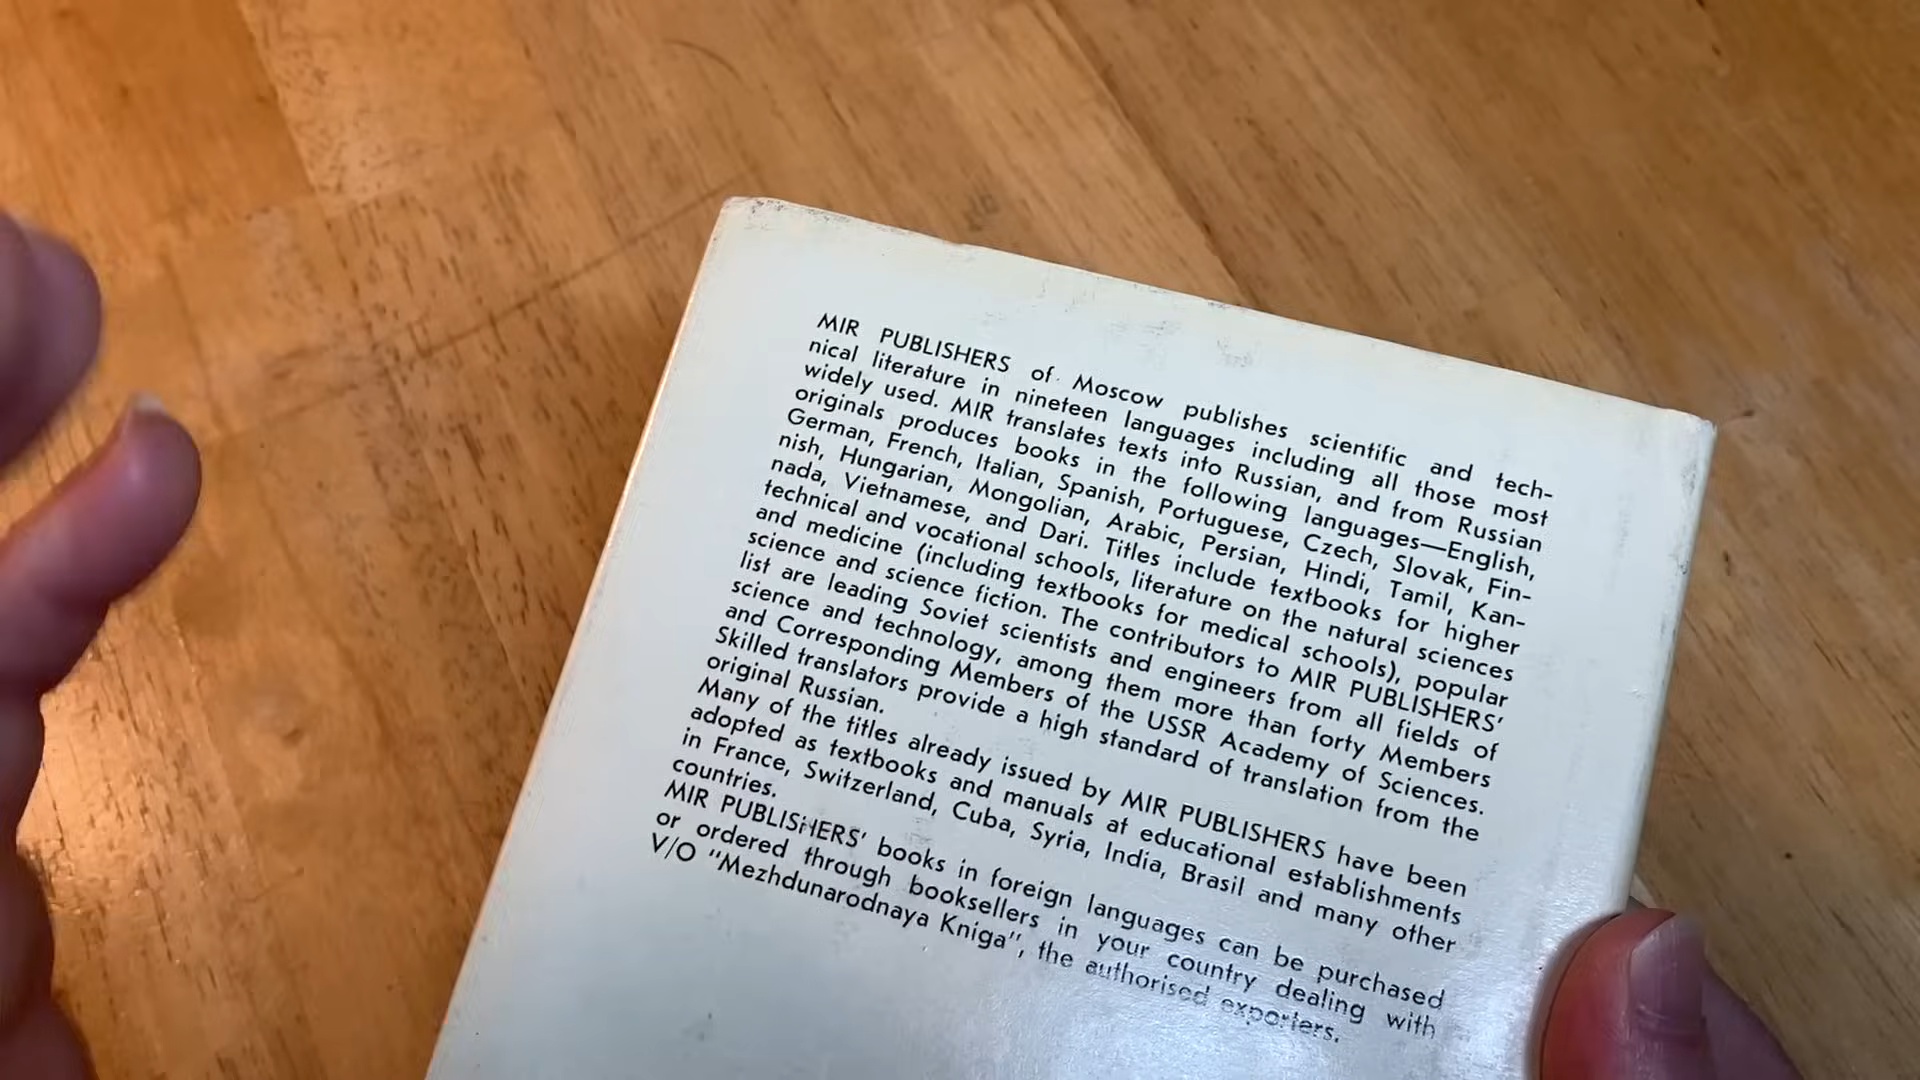 MIR PUBLISHERS of Moscow publishes scientific and tech-
nical literature in nineteen languages including all those most
widely used. MIR translates texts into Russian, and from Russian
originals produces books in the following languages—English,
German, French, Italian, Spanish, Portuguese, Czech, Slovak, Fin-
nish, Hungarian, Mongolian, Arabic, Persian, Hindi, Tamil, Kan-
nada, Vietnamese, and Dari. Titles include textbooks for higher
technical and vocational schools, literature on the natural sciences
and medicine (including textbooks for medical schools), popular
science and science fiction. The contributors to MIR PUBLISHERS'
list are leading Soviet scientists and engineers from all fields of
science and technology, among them more than forty Members
and Corresponding Members of the USSR Academy of Sciences.
Skilled translators provide a high standard of translation from the
original Russian.
Many of the titles already issued by MIR PUBLISHERS have been
adopted as textbooks and manuals at educational establishments
in France, Switzerland, Cuba, Syria, India, Brasil and many other
countries.
MIR PUBLISHERS' books in foreign languages can be purchased
or ordered through booksellers in your country dealing with
V/O "Mezhdunarodnaya Kniga", the authorised exporters.